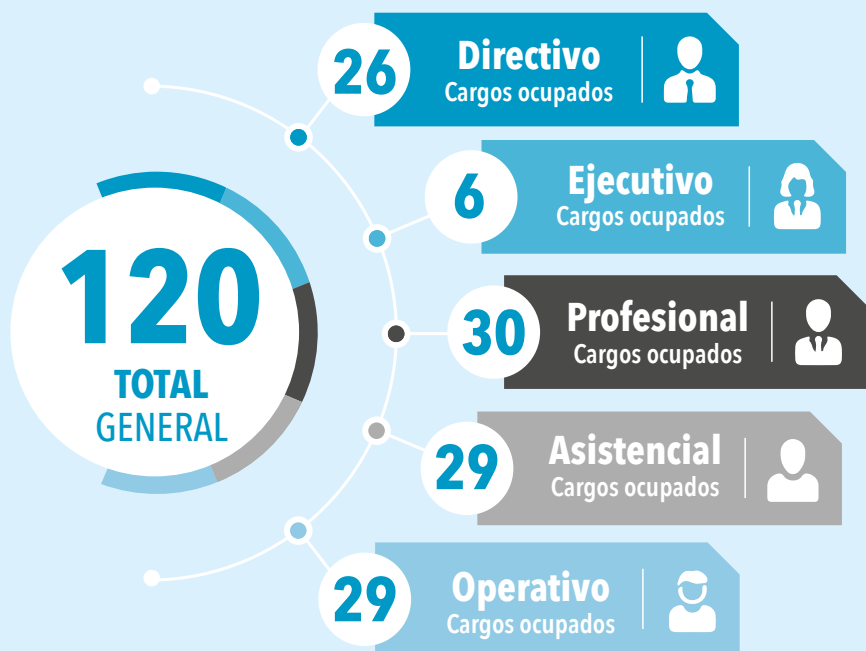 26
Directivo
Cargos ocupados
6
Ejecutivo
Cargos ocupados
120
TOTAL
GENERAL
30
Profesional
Cargos ocupados
29
Asistencial
Cargos ocupados
29
Operativo
Cargos ocupados